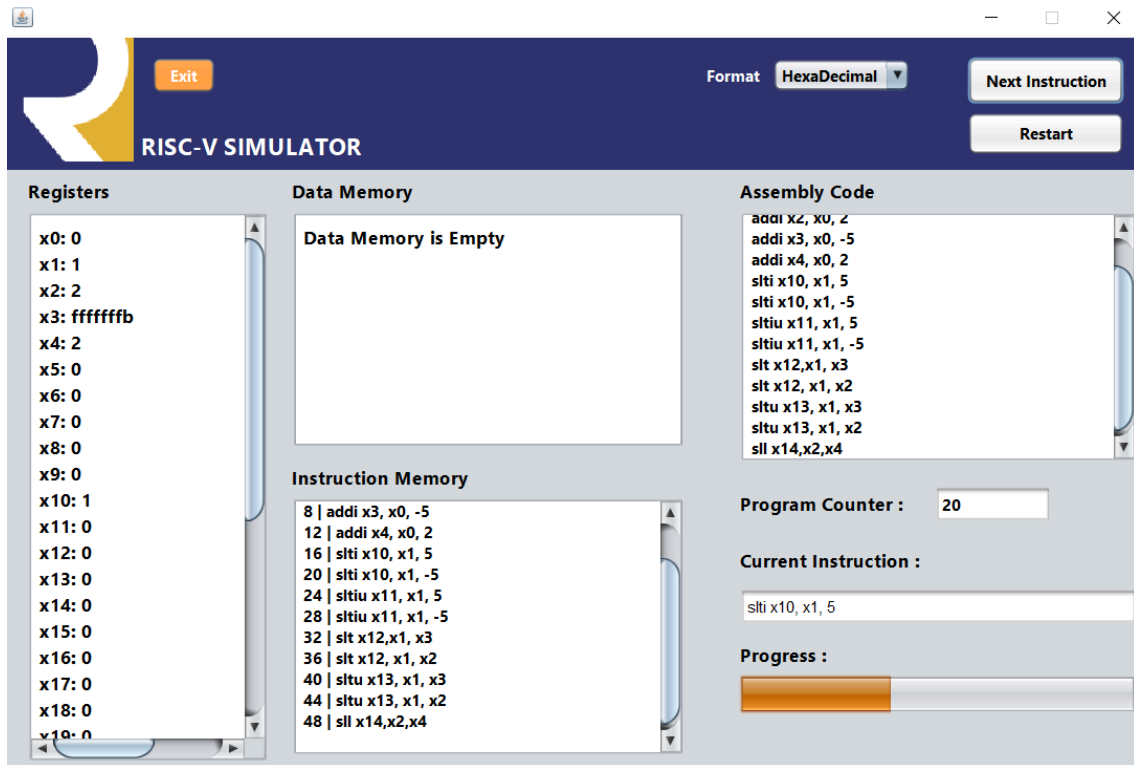 Exit
Format HexaDecimal
Next Instruction
Restart
RISC-V SIMULATOR
Registers
x0: 0
x1: 1
x2: 2
x3: fffffffb
x4: 2
x5: 0
x6: 0
x7: 0
x8: 0
x9: 0
x10: 1
x11: 0
x12: 0
x13: 0
x14: 0
x15: 0
x16: 0
x17: 0
x18: 0
x19: 0
Data Memory
Data Memory is Empty
Instruction Memory
8 | addi x3, x0, -5
12 | addi x4, x0, 2
16 | slti x10, x1, 5
20 | slti x10, x1, -5
24 | sltiu x11, x1, 5
28 | sltiu x11, x1, -5
32 | slt x12,x1, x3
36 | slt x12, x1, x2
40 | sltu x13, x1, x3
44 | sltu x13, x1, x2
48 | sll x14,x2,x4
Assembly Code
addi x2, x0, 2
addi x3, x0, -5
addi x4, x0, 2
slti x10, x1, 5
slti x10, x1, -5
sltiu x11, x1, 5
sltiu x11, x1, -5
slt x12,x1, x3
slt x12, x1, x2
sltu x13, x1, x3
sltu x13, x1, x2
sll x14,x2,x4
Program Counter : 20
Current Instruction :
slti x10, x1, 5
Progress :